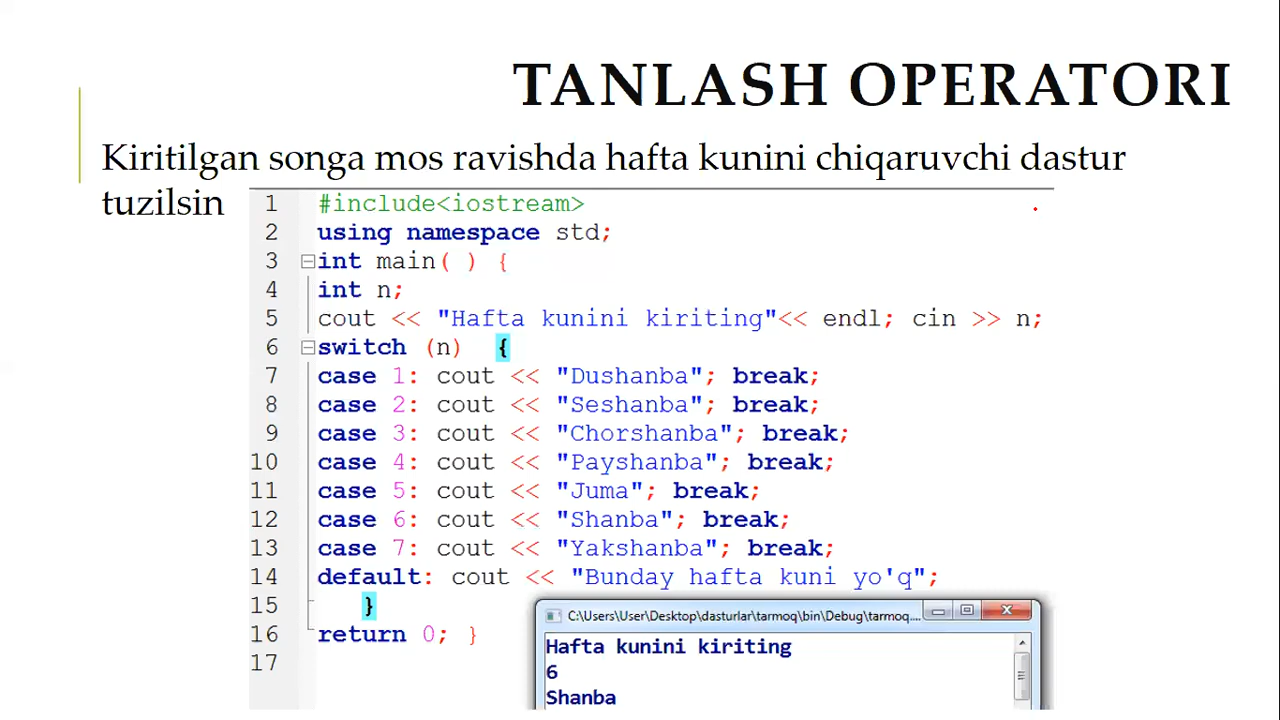 TANLASH OPERATORI
Kiritilgan songa mos ravishda hafta kunini chiqaruvchi dastur
tuzilsin
1 #include<iostream>
2 using namespace std;
3 int main( ) {
4 int n;
5 cout << "Hafta kunini kiriting"<< endl; cin >> n;
6 switch (n) {
7 case 1: cout << "Dushanba"; break;
8 case 2: cout << "Seshanba"; break;
9 case 3: cout << "Chorshanba"; break;
10 case 4: cout << "Payshanba"; break;
11 case 5: cout << "Juma"; break;
12 case 6: cout << "Shanba"; break;
13 case 7: cout << "Yakshanba"; break;
14 default: cout << "Bunday hafta kuni yo'q";
15 }
16 return 0; }
17
C:\Users\User\Desktop\dasturlar\tarmoq\bin\Debug\tarmoq....
Hafta kunini kiriting
6
Shanba